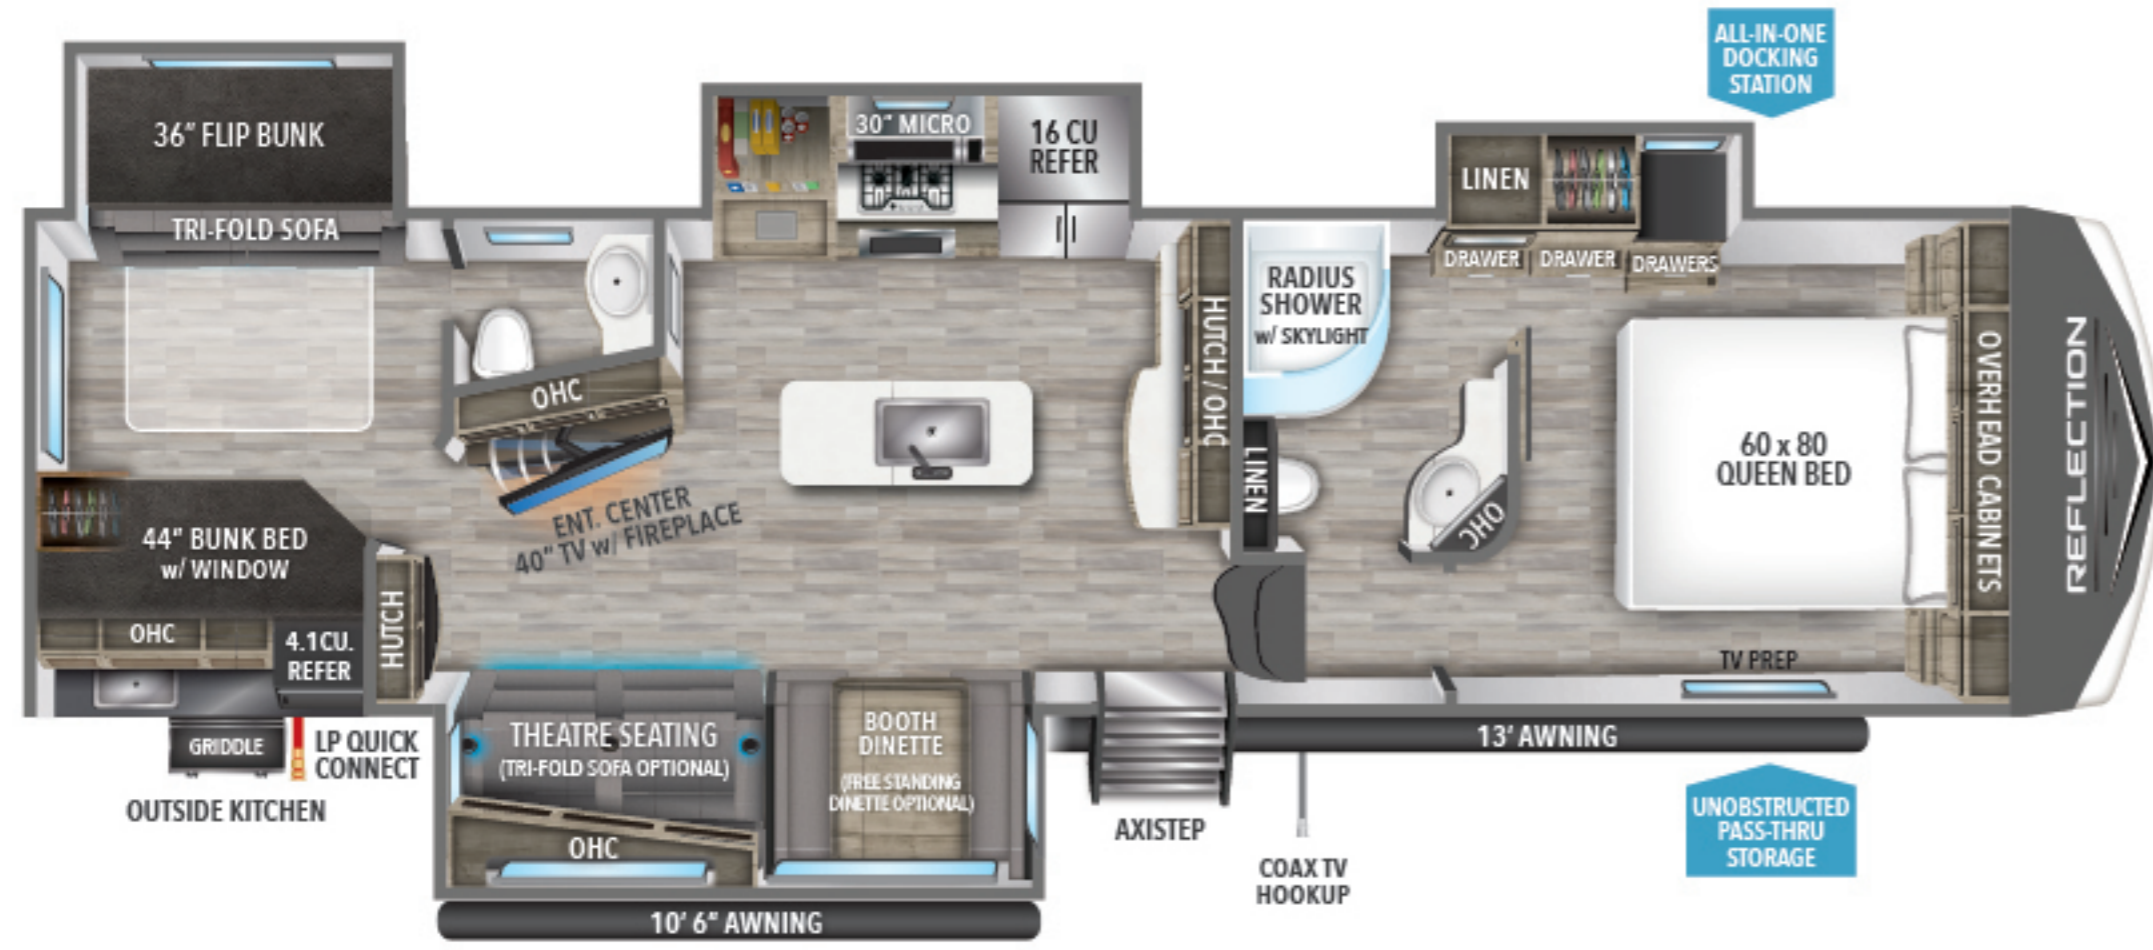 ALL-IN-ONE
DOCKING
STATION
36" FLIP BUNK
TRI-FOLD SOFA
30" MICRO
16 CU
REFER
LINEN
DRAWER
DRAWER
DRAWERS
RADIUS
SHOWER
w/ SKYLIGHT
HUTCH / OHC
OHC
ENT. CENTER
40" TV w/ FIREPLACE
LINEN
OHC
60 x 80
QUEEN BED
OVERHEAD CABINETS
REFLECTION
44" BUNK BED
w/ WINDOW
OHC
4.1CU.
REFER
HUTCH
TV PREP
GRIDDLE
LP QUICK
CONNECT
OUTSIDE KITCHEN
THEATRE SEATING
(TRI-FOLD SOFA OPTIONAL)
OHC
BOOTH
DINETTE
(FREE STANDING
DINETTE OPTIONAL)
13' AWNING
AXISTEP
COAX TV
HOOKUP
UNOBSTRUCTED
PASS-THRU
STORAGE
10' 6" AWNING